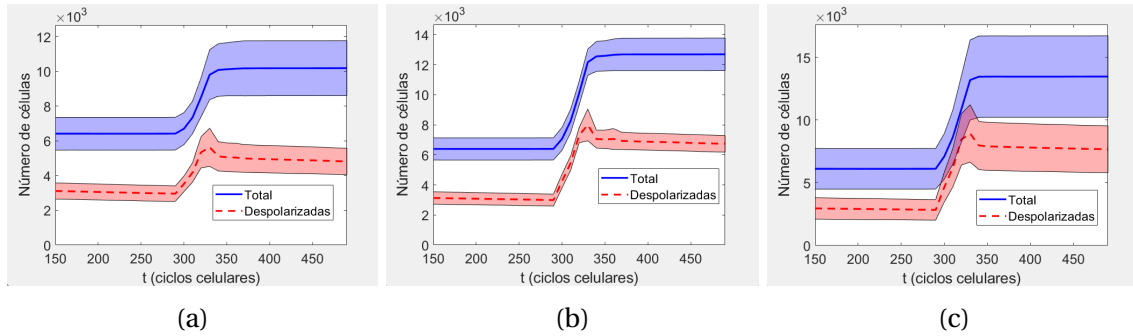 ×10³
12
10
8
6
4
2
0
Número de células
Total
Despolarizadas
150 200 250 300 350 400 450
t (ciclos celulares)
(a)
×10³
14
12
10
8
6
4
2
0
Número de células
Total
Despolarizadas
150 200 250 300 350 400 450
t (ciclos celulares)
(b)
×10³
15
10
5
0
Número de células
Total
Despolarizadas
150 200 250 300 350 400 450
t (ciclos celulares)
(c)